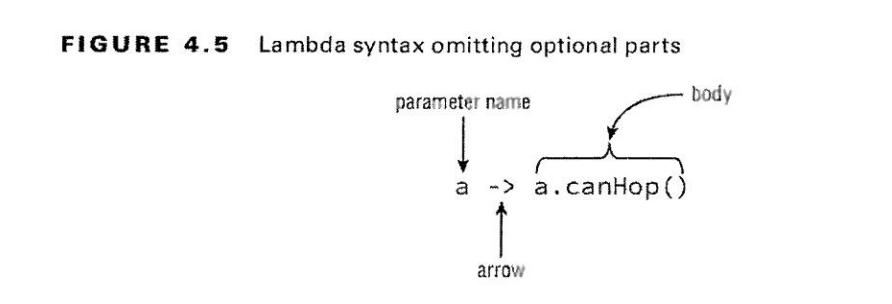 FIGURE 4.5 Lambda syntax omitting optional parts
parameter name
body
a -> a.canHop()
arrow